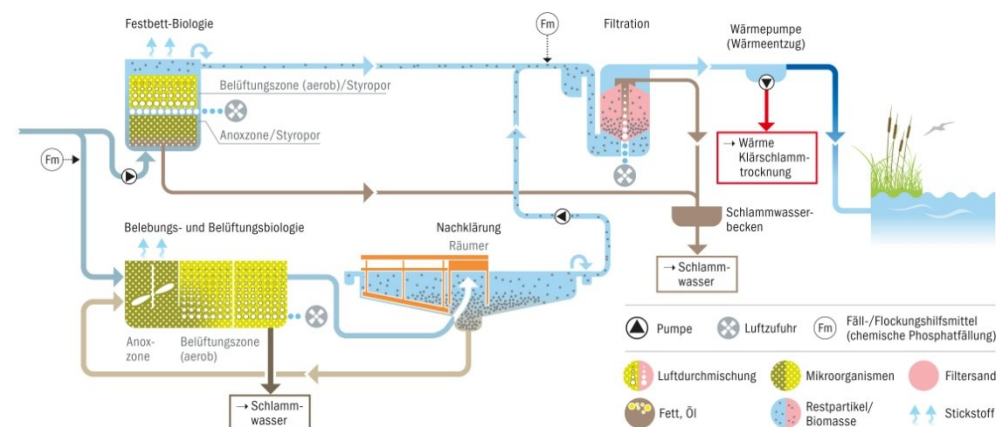 Festbett-Biologie
Fm
Filtration
Wärmepumpe
(Wärmeentzug)
Belüftungszone (aerob)/Styropor
Anoxzone/Styropor
Fm
→ Wärme
Klärschlamm-
trocknung
Schlammwasser-
becken
Belebungs- und Belüftungsbiologie
Nachklärung
Räumer
→ Schlamm-
wasser
Anox-
zone
Belüftungszone
(aerob)
→ Schlamm-
wasser
Pumpe
Luftzufuhr
Fm
Fäll-/Flockungshilfsmittel
(chemische Phosphatfällung)
Luftdurchmischung
Mikroorganismen
Filtersand
Fett, Öl
Restpartikel/
Biomasse
Stickstoff